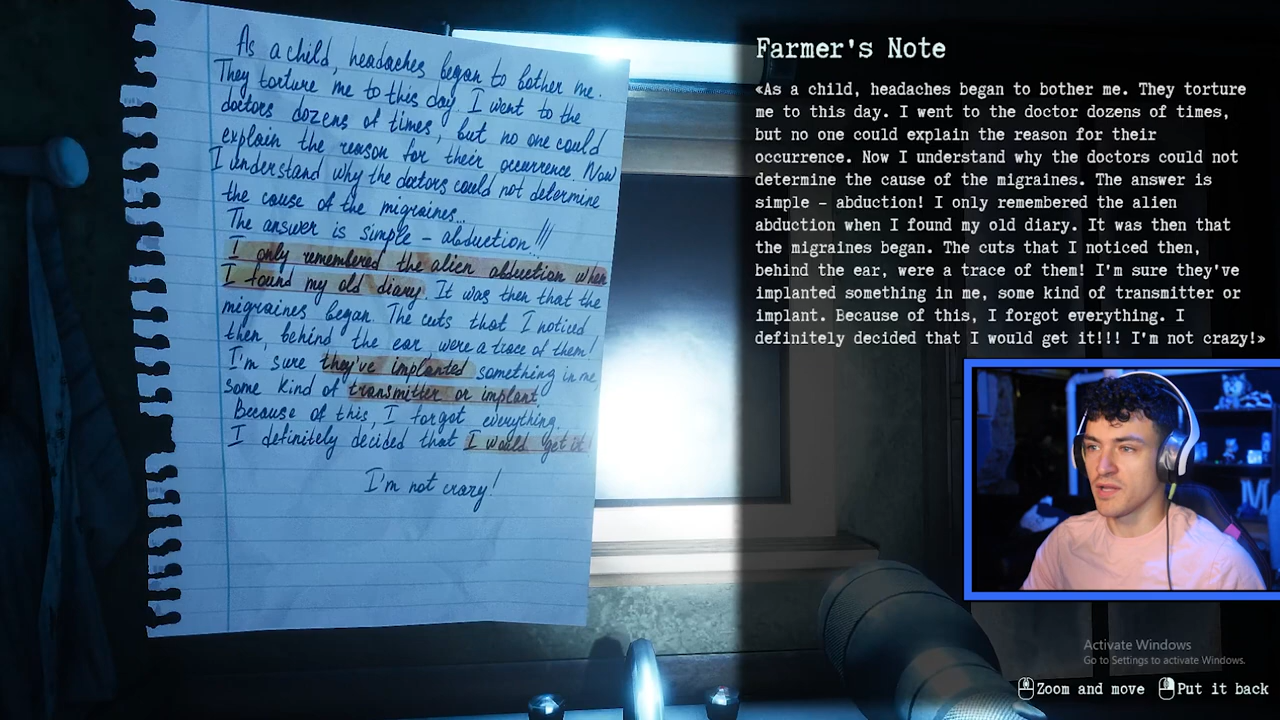 As a child, headaches began to bother me.
They torture me to this day. I went to the
doctors dozens of times, but no one could
explain the reason for their ocurrence. Now
I understand why the doctors could not determine
the cause of the migraines...
The answer is simple – abduction!!!
I only remembered the alien abduction when
I found my old diary. It was then that the
migraines began. The cuts that I noticed
then, behind the ear, were a trace of them!
I'm sure they've implanted something in me
some kind of transmitter or implant.
Because of this, I forgot everything.
I definitely decided that I would get it!
I'm not crazy!
Farmer's Note
«As a child, headaches began to bother me. They torture
me to this day. I went to the doctor dozens of times,
but no one could explain the reason for their
occurrence. Now I understand why the doctors could not
determine the cause of the migraines. The answer is
simple – abduction! I only remembered the alien
abduction when I found my old diary. It was then that
the migraines began. The cuts that I noticed then,
behind the ear, were a trace of them! I'm sure they've
implanted something in me, some kind of transmitter or
implant. Because of this, I forgot everything. I
definitely decided that I would get it!!! I'm not crazy!»
Activate Windows
Go to Settings to activate Windows.
Zoom and move
Put it back